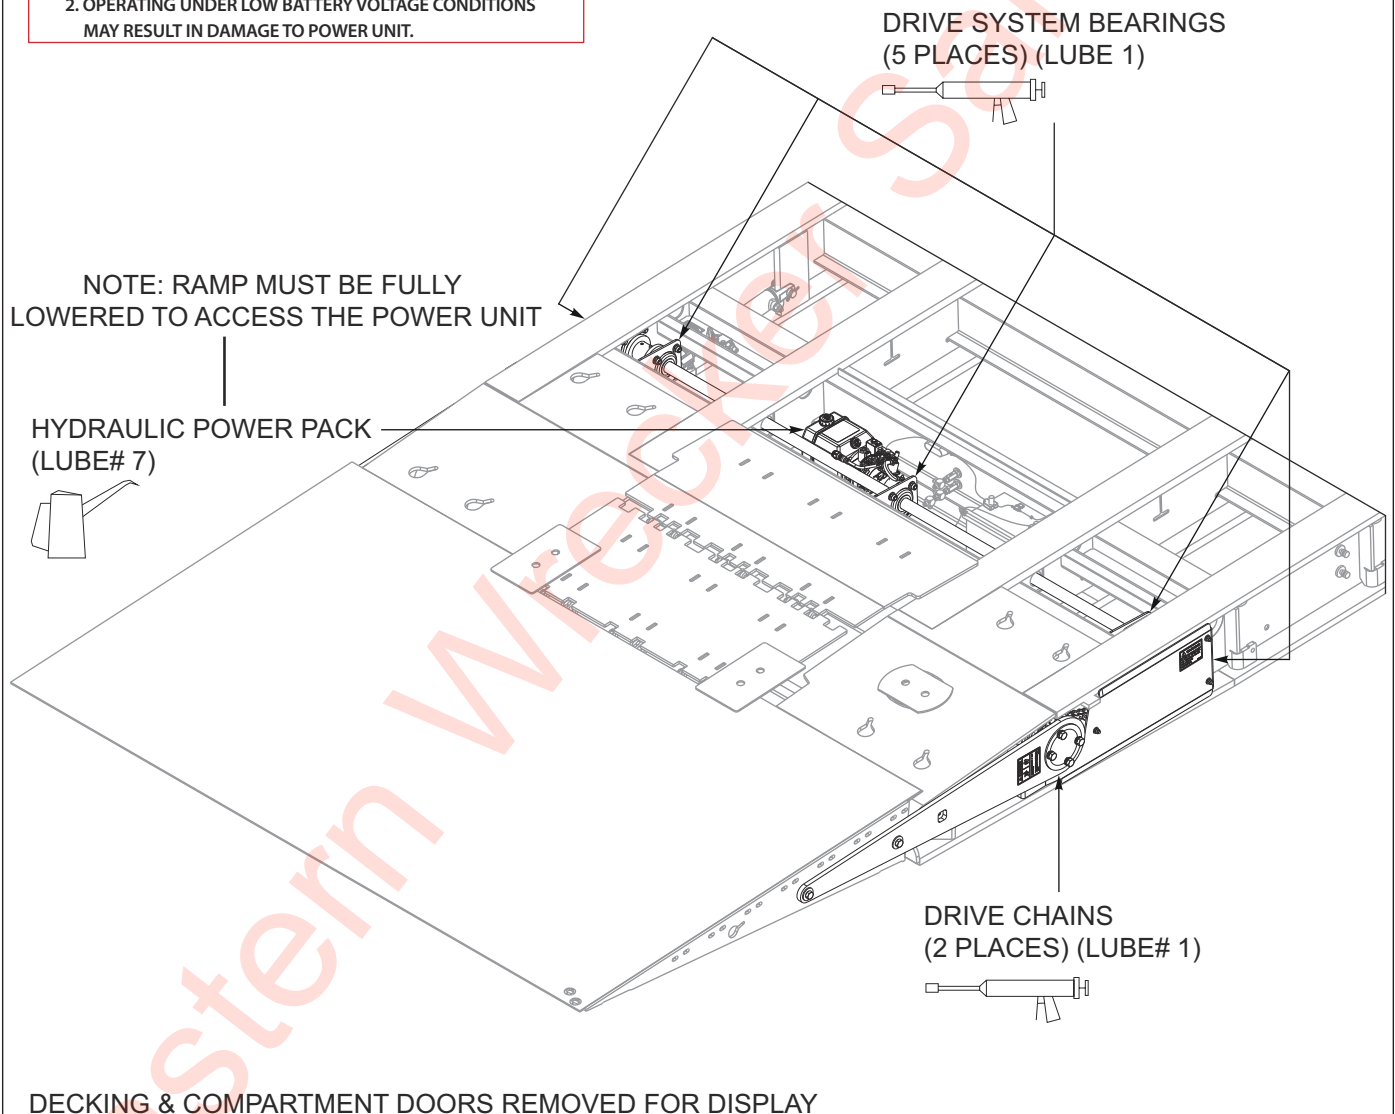 2. OPERATING UNDER LOW BATTERY VOLTAGE CONDITIONS
MAY RESULT IN DAMAGE TO POWER UNIT.
DRIVE SYSTEM BEARINGS
(5 PLACES) (LUBE 1)
NOTE: RAMP MUST BE FULLY
LOWERED TO ACCESS THE POWER UNIT
HYDRAULIC POWER PACK
(LUBE# 7)
DRIVE CHAINS
(2 PLACES) (LUBE# 1)
DECKING & COMPARTMENT DOORS REMOVED FOR DISPLAY
stern Wrecker Sa